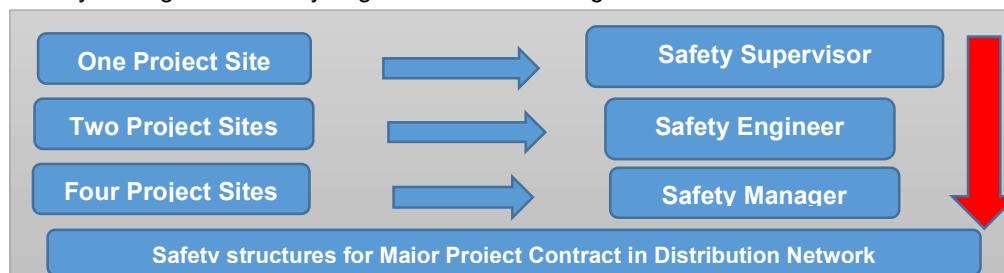 One Project Site
Safety Supervisor
Two Project Sites
Safety Engineer
Four Project Sites
Safety Manager
Safety structures for Major Project Contract in Distribution Network